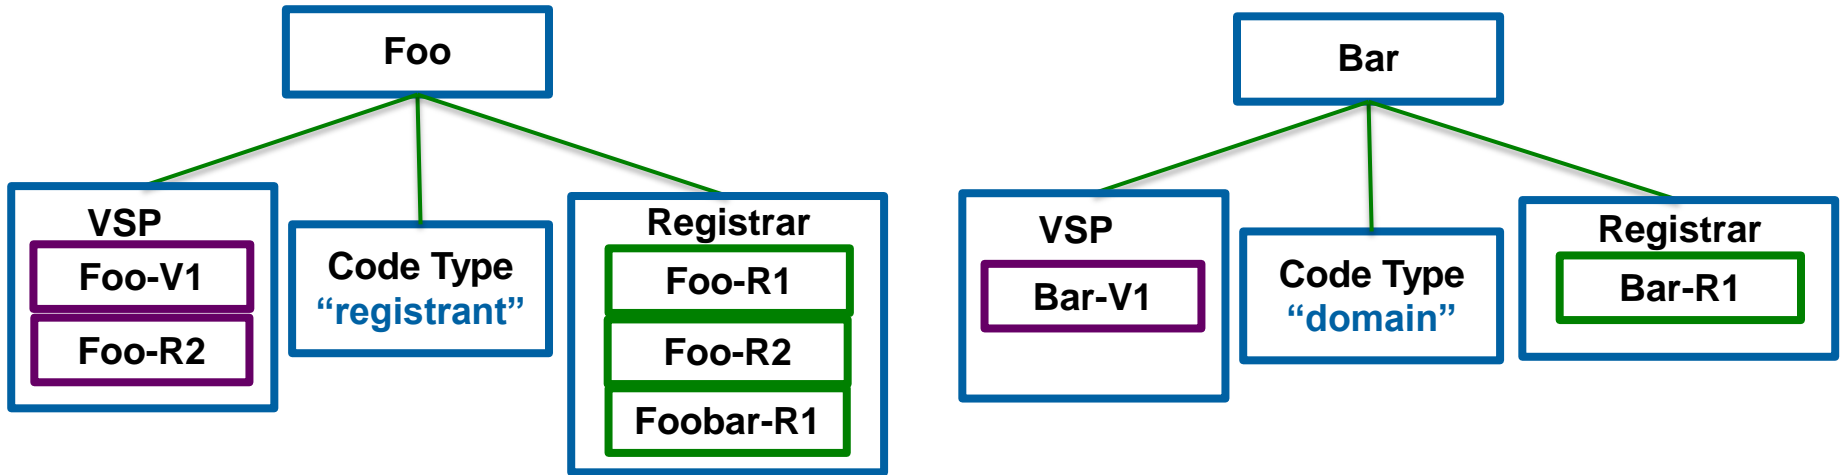 Foo
VSP
Foo-V1
Foo-R2
Code Type
“registrant”
Registrar
Foo-R1
Foo-R2
Foobar-R1
Bar
VSP
Bar-V1
Code Type
“domain”
Registrar
Bar-R1